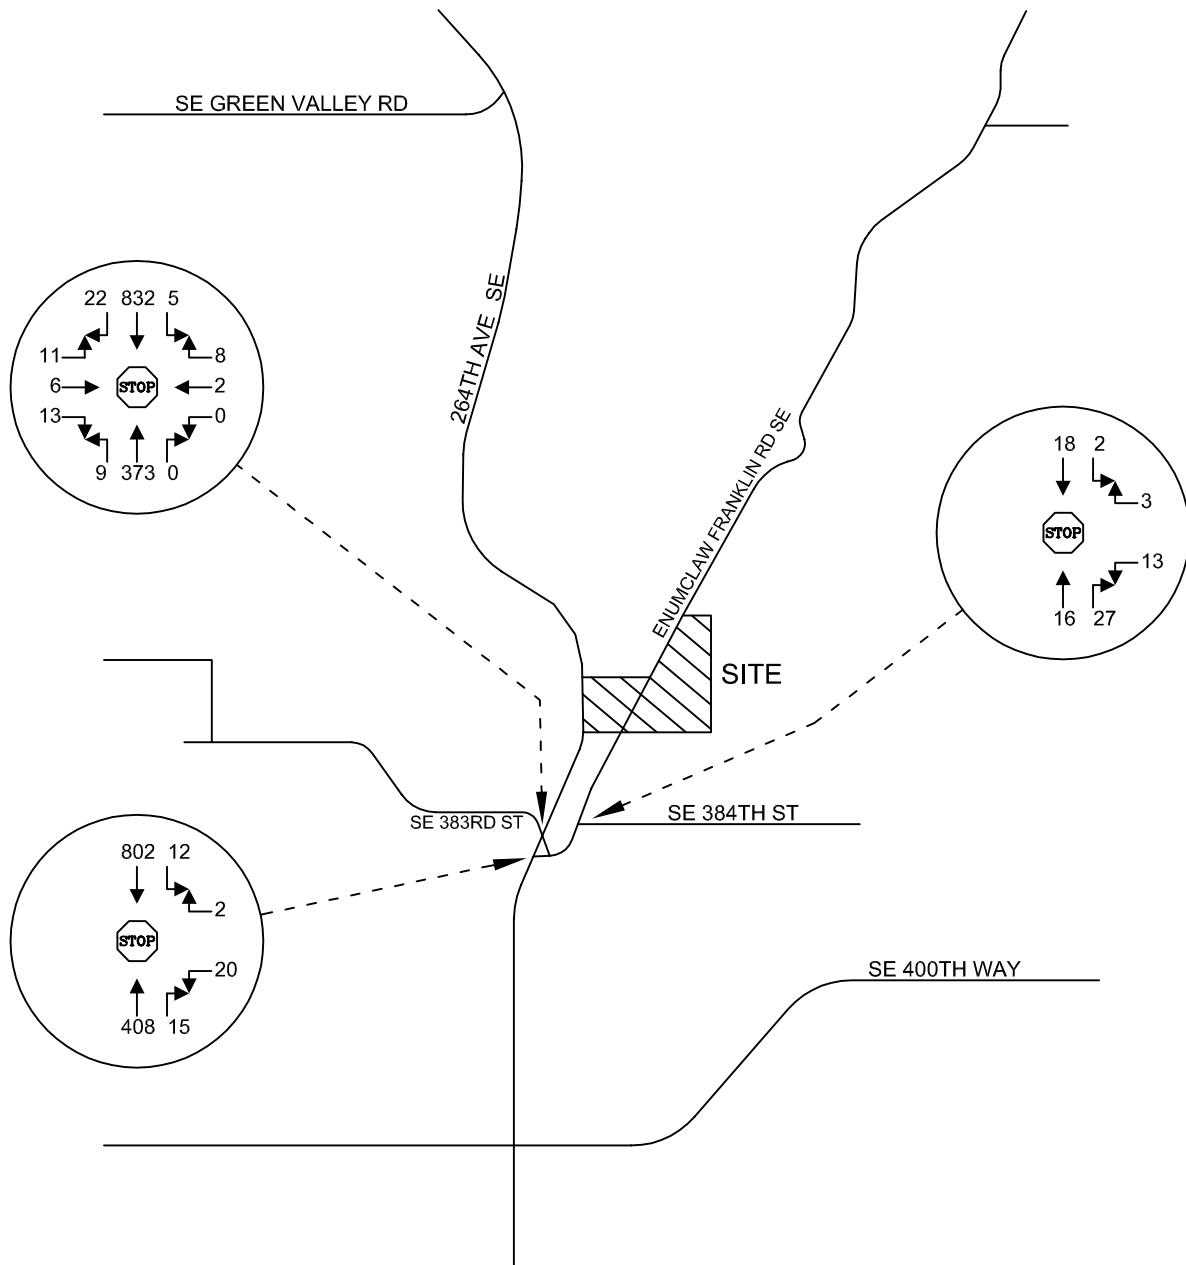 SE GREEN VALLEY RD
264TH AVE SE
22 832 5
11 8
6 STOP 2
13 0
9 373 0
ENUMCLAW FRANKLIN RD SE
18 2
3
STOP
13
16 27
SITE
SE 383RD ST
SE 384TH ST
802 12
2
STOP
20
408 15
SE 400TH WAY